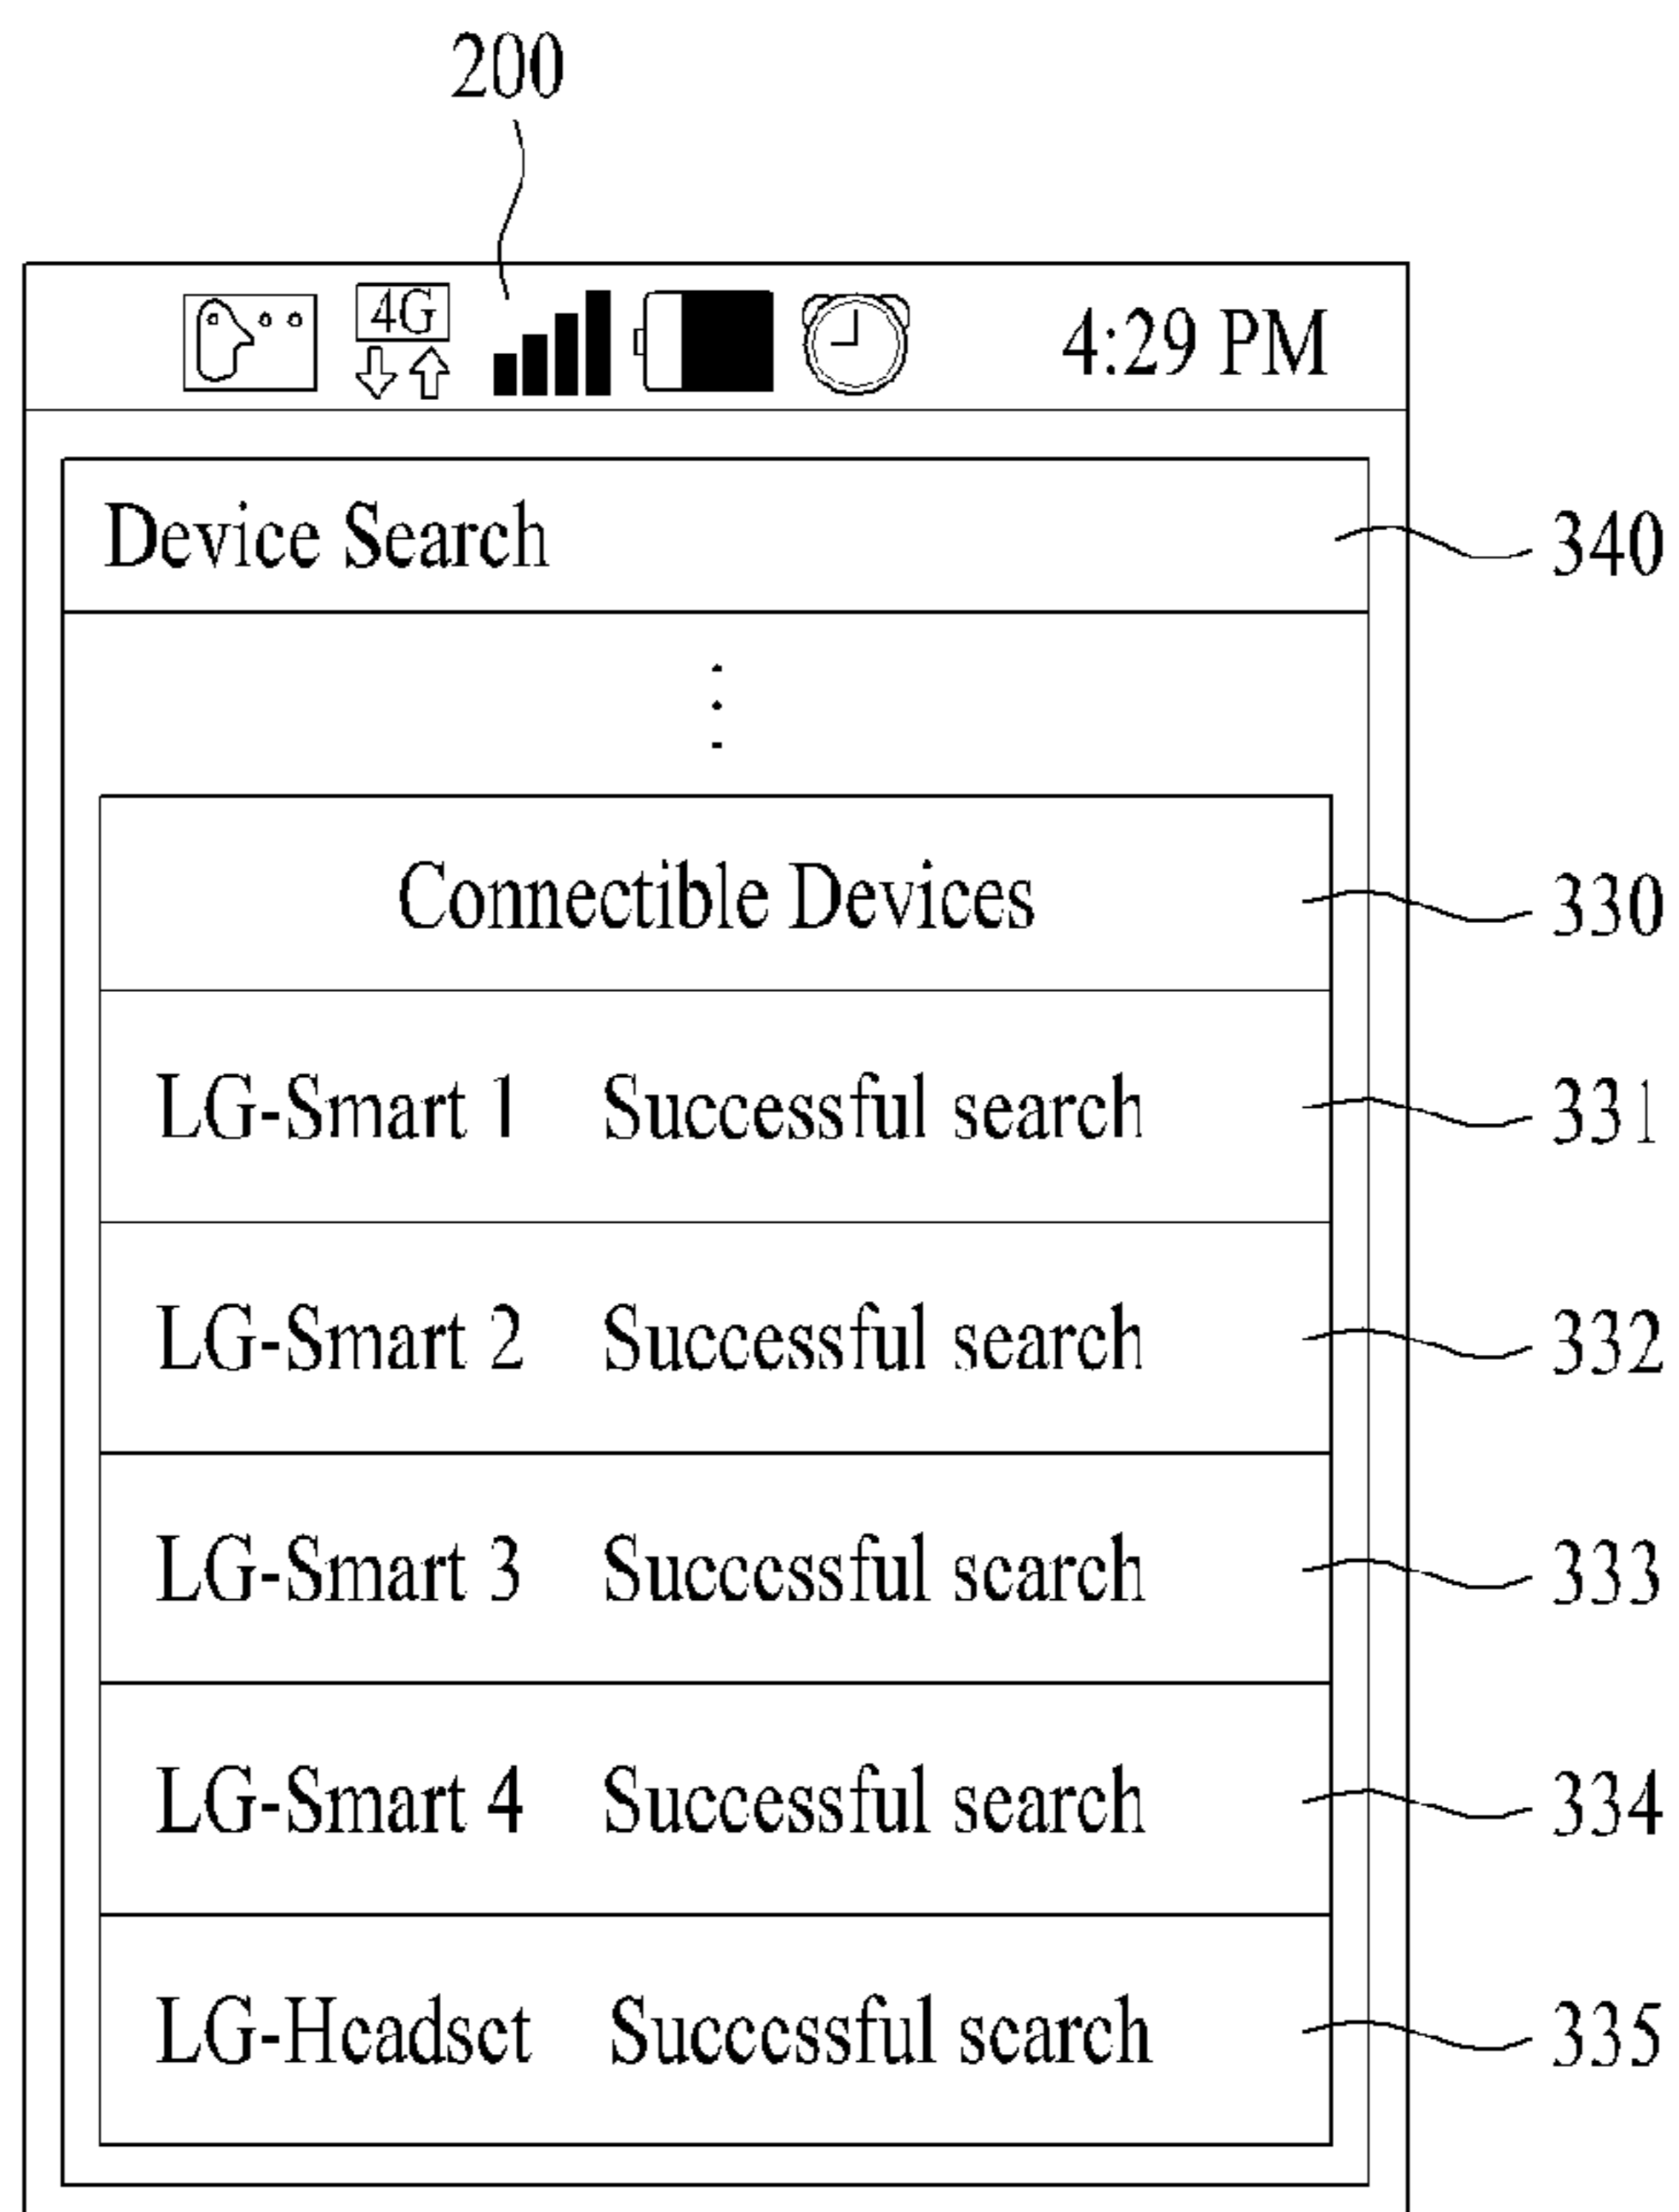 200
4G
4:29 PM
Device Search 340
Connectible Devices 330
LG-Smart 1 Successful search 331
LG-Smart 2 Successful search 332
LG-Smart 3 Successful search 333
LG-Smart 4 Successful search 334
LG-Headset Successful search 335